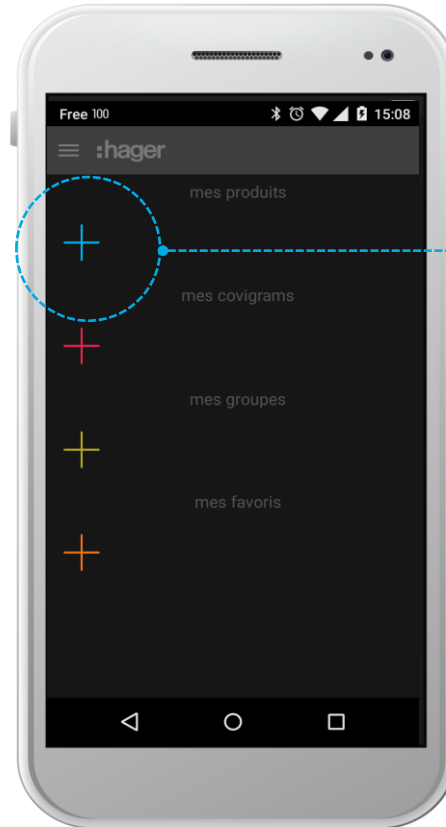 Free 100 15:08
:hager
mes produits
mes covigrams
mes groupes
mes favoris